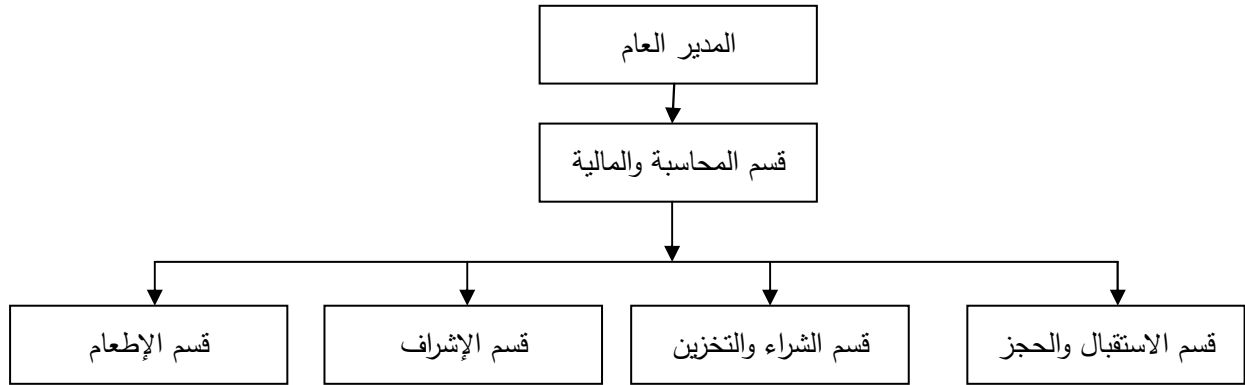 المدير العام
قسم المحاسبة والمالية
قسم الاستقبال والحجز
قسم الشراء والتخزين
قسم الإشراف
قسم الإطعام